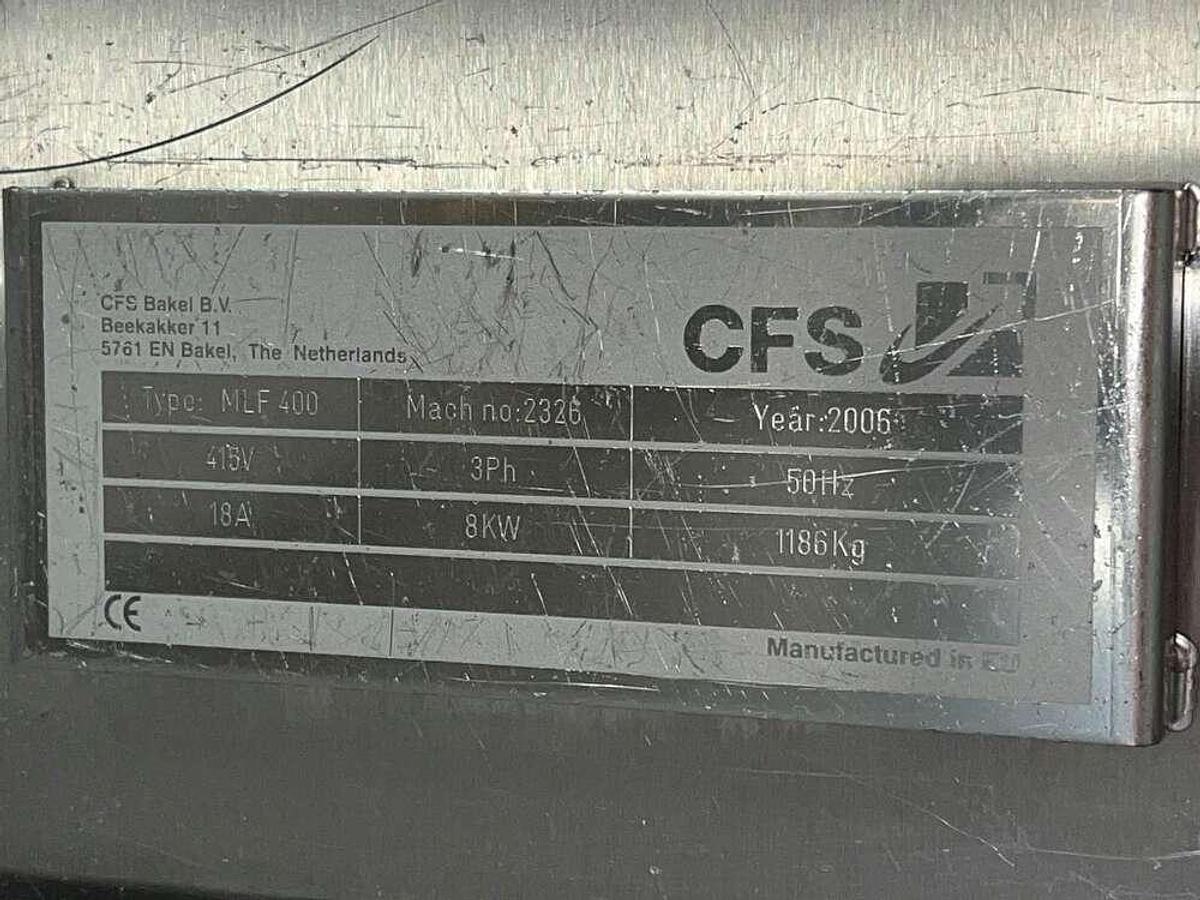 CFS Bakel B.V.
Beekakker 11
5761 EN Bakel, The Netherlands
CFS
Type: MLF 400 Mach no:2326 Year:2006
415V 3Ph 50Hz
18A 8KW 1186Kg
CE
Manufactured in